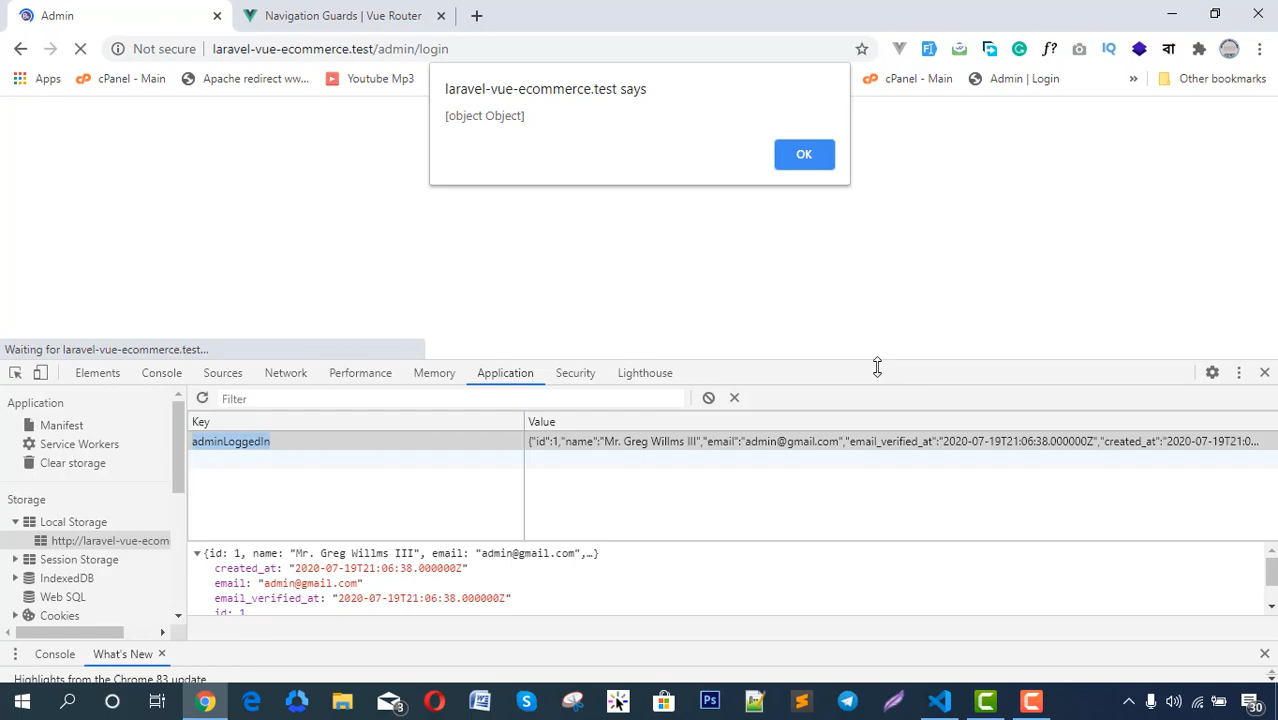 Admin
Navigation Guards | Vue Router
Not secure
laravel-vue-ecommerce.test/admin/login
f?
IQ
বা
Apps
cPanel - Main
Apache redirect ww...
Youtube Mp3
cPanel - Main
Admin | Login
»
Other bookmarks
laravel-vue-ecommerce.test says
[object Object]
OK
Waiting for laravel-vue-ecommerce.test...
Elements
Console
Sources
Network
Performance
Memory
Application
Security
Lighthouse
Application
Filter
Key
Value
Manifest
adminLoggedIn
{"id":1,"name":"Mr. Greg Willms III","email":"admin@gmail.com","email_verified_at":"2020-07-19T21:06:38.000000Z","created_at":"2020-07-19T21:0...
Service Workers
Clear storage
Storage
Local Storage
http://laravel-vue-ecom
Session Storage
IndexedDB
Web SQL
Cookies
{id: 1, name: "Mr. Greg Willms III", email: "admin@gmail.com",…}
created_at: "2020-07-19T21:06:38.000000Z"
email: "admin@gmail.com"
email_verified_at: "2020-07-19T21:06:38.000000Z"
id: 1
Console
What's New
Highlights from the Chrome 83 update
3
Ps
30